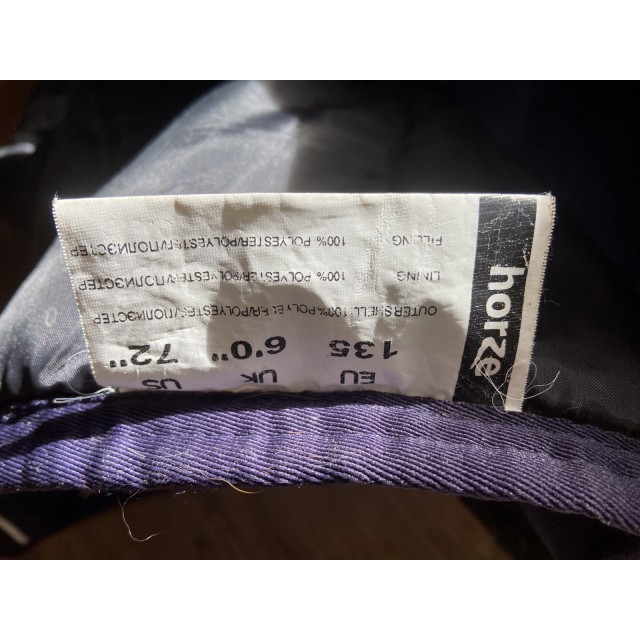 horze
EU UK US
135 6'0" 72"
OUTERSHELL 100%POLYESTER/POLYESTER/ПОЛИЭСТЕР
LINING 100% POLYESTER/POLYESTER/ПОЛИЭСТЕР
FILLING 100% POLYESTER/POLYESTER/ПОЛИЭСТЕР